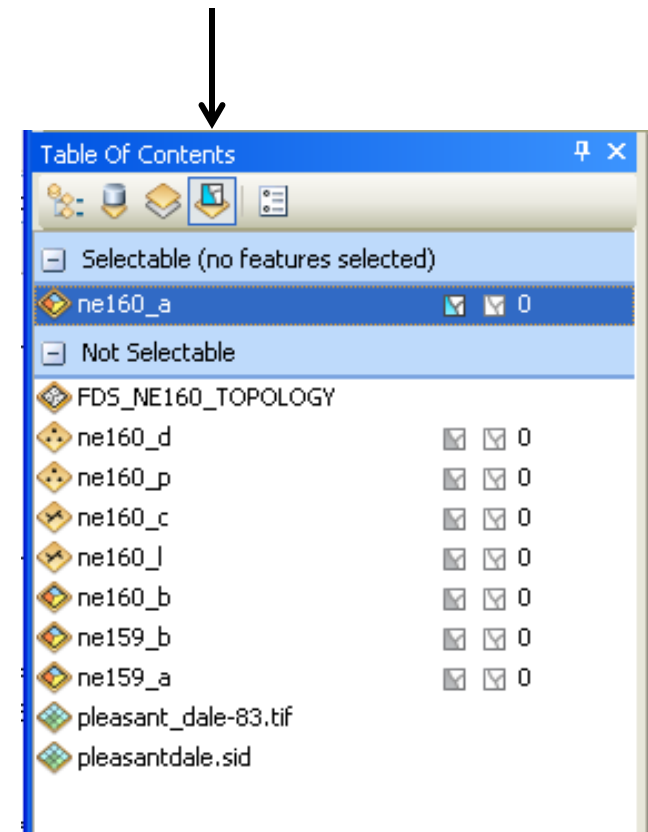 Table Of Contents
Selectable (no features selected)
ne160_a 0
Not Selectable
FDS_NE160_TOPOLOGY
ne160_d 0
ne160_p 0
ne160_c 0
ne160_l 0
ne160_b 0
ne159_b 0
ne159_a 0
pleasant_dale-83.tif
pleasantdale.sid